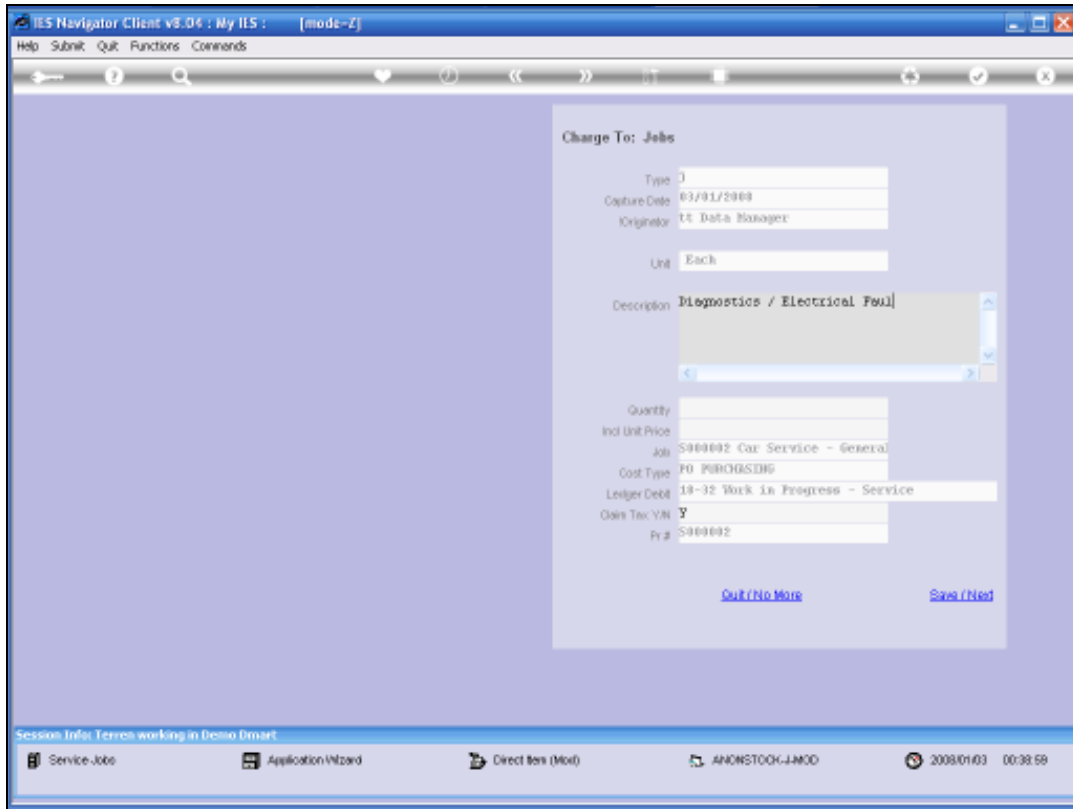 IES Navigator Client v8.04 : My IES : [mode=Z]
Help Submit Quit Functions Commands
Charge To: Jobs
Type J
Capture Date 03/01/2008
!Originator tt Data Manager
Unit Each
Description Diagnostics / Electrical Faul
Quantity
Incl Unit Price
Job S000002 Car Service - General
Cost Type PO PURCHASING
Ledger Debit 18-32 Work in Progress - Service
Claim Tax Y/N Y
Pr # S000002
Quit / No More Save / Next
Session Info: Terren working in Demo Dmart
Service Jobs Application Wizard Direct Item (Mod) ANONSTOCK-J-MOD 2008/01/03 00:38:59